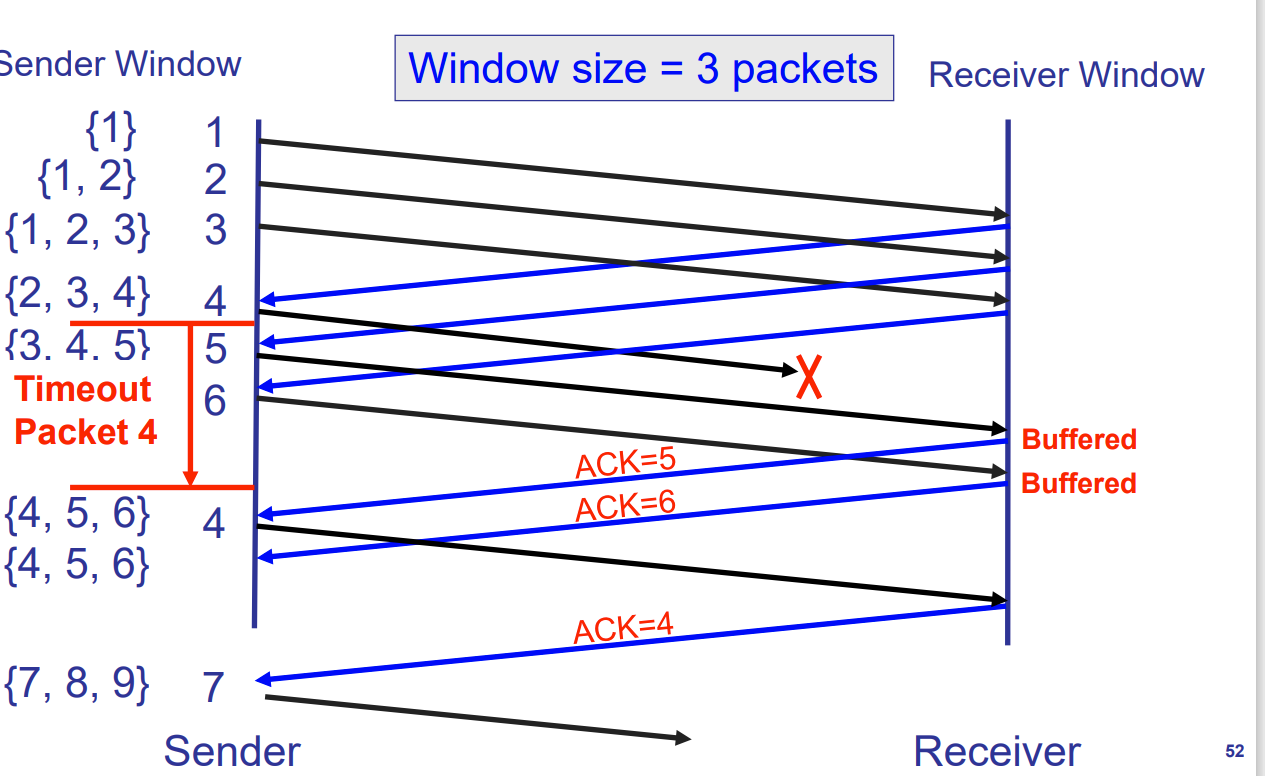 Sender Window
Window size = 3 packets
Receiver Window
{1} 1
{1, 2} 2
{1, 2, 3} 3
{2, 3, 4} 4
{3. 4. 5} 5
Timeout
Packet 4
6
X
Buffered
ACK=5
Buffered
ACK=6
{4, 5, 6} 4
{4, 5, 6}
ACK=4
{7, 8, 9} 7
Sender
Receiver
52